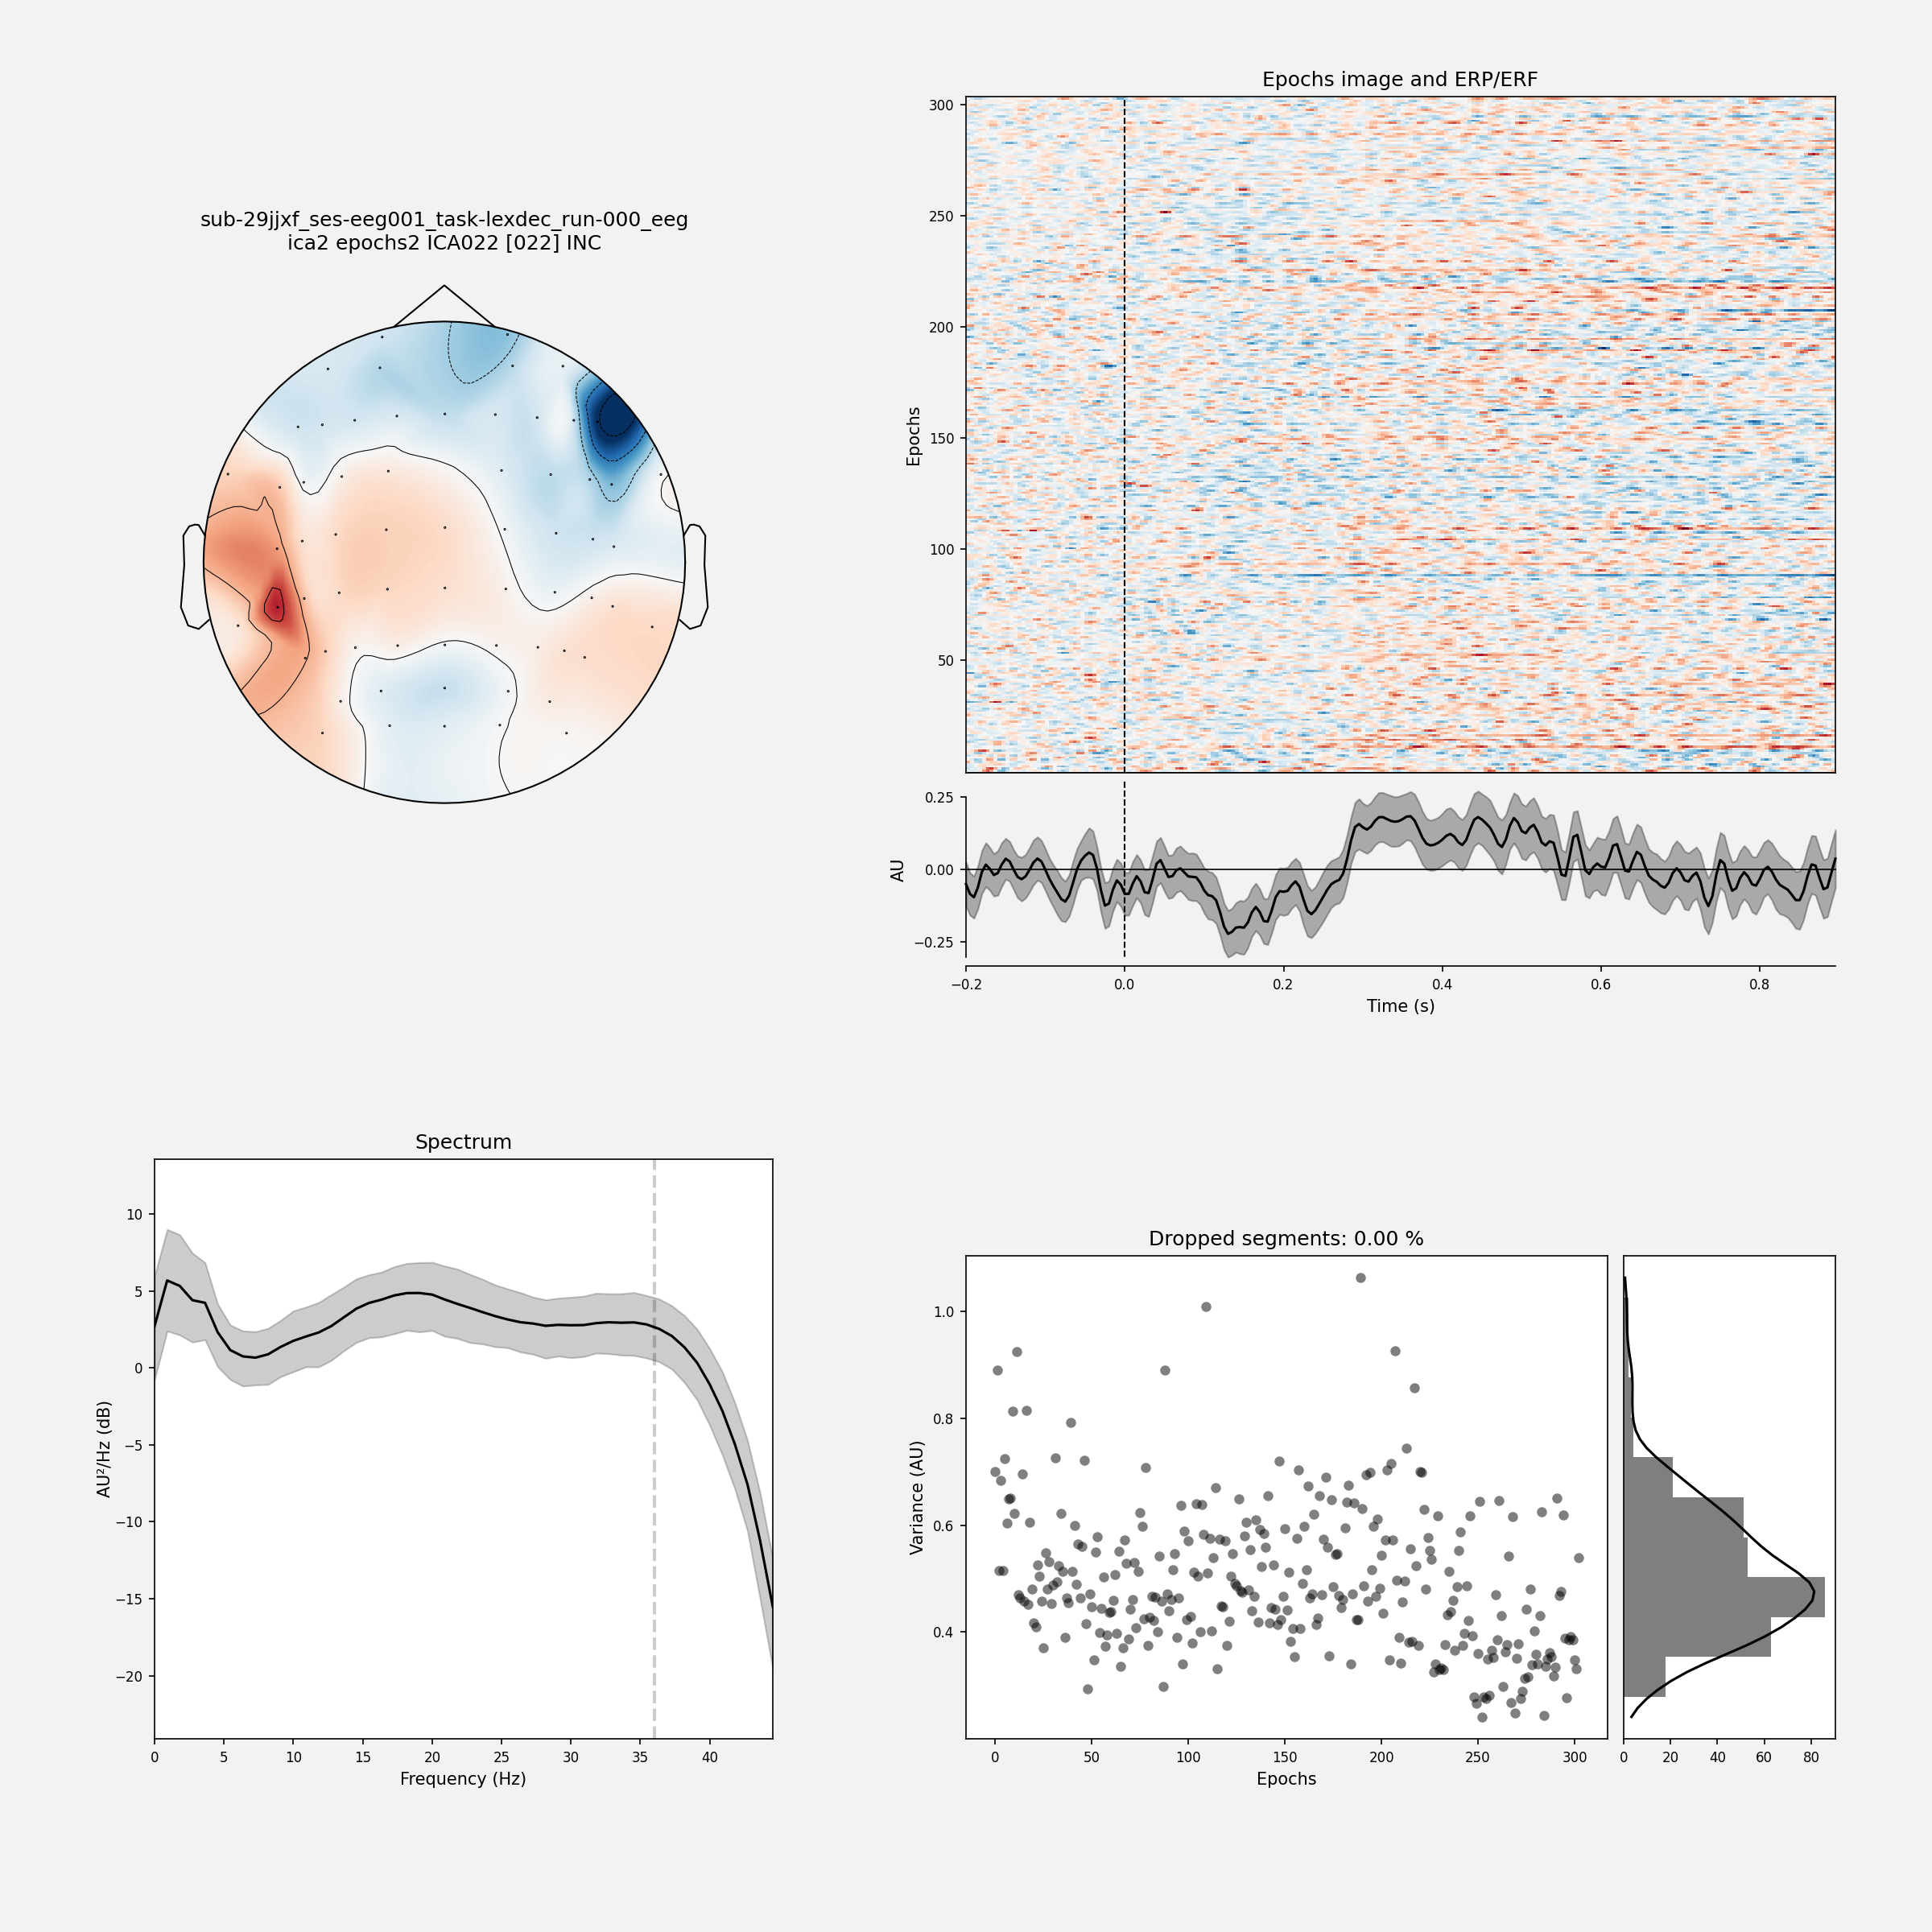 sub-29jjxf_ses-eeg001_task-lexdec_run-000_eeg
ica2 epochs2 ICA022 [022] INC
Epochs image and ERP/ERF
300
250
200
150
100
50
Epochs
0.25
0.00
−0.25
AU
−0.2 0.0 0.2 0.4 0.6 0.8
Time (s)
Spectrum
10
5
0
−5
−10
−15
−20
AU²/Hz (dB)
0 5 10 15 20 25 30 35 40
Frequency (Hz)
Dropped segments: 0.00 %
1.0
0.8
0.6
0.4
Variance (AU)
0 50 100 150 200 250 300
Epochs
0 20 40 60 80